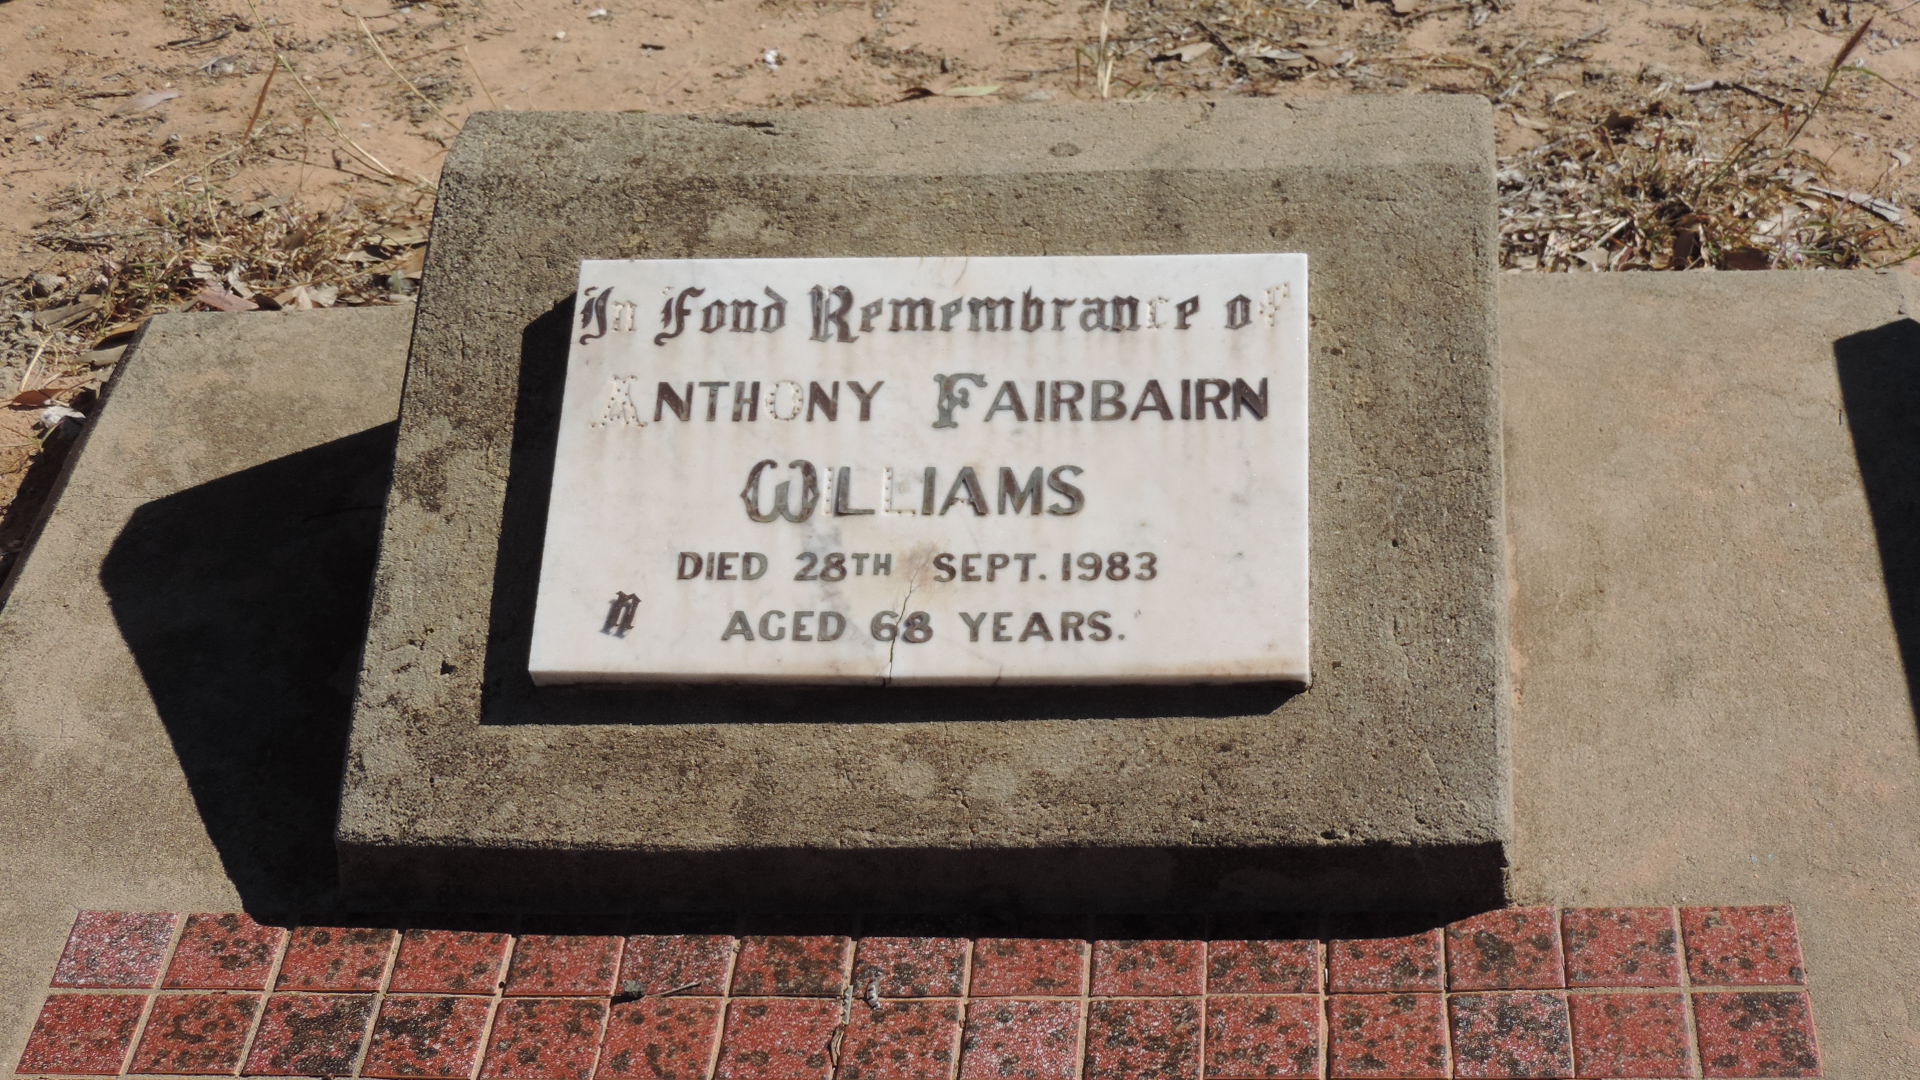 In Fond Remembrance of
ANTHONY FAIRBAIRN
WILLIAMS
DIED 28TH SEPT. 1983
n
AGED 68 YEARS.